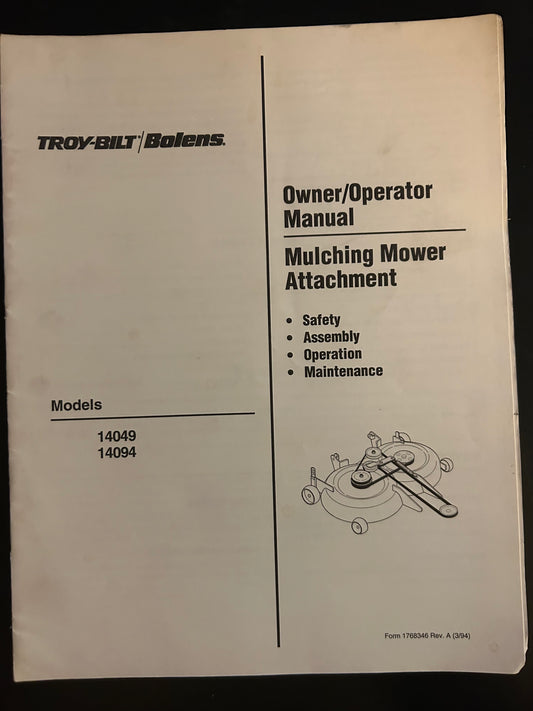 TROY-BILT® Bolens.
Owner/Operator
Manual
Mulching Mower
Attachment
• Safety
• Assembly
• Operation
• Maintenance
Models
14049
14094
Form 1768346 Rev. A (3/94)